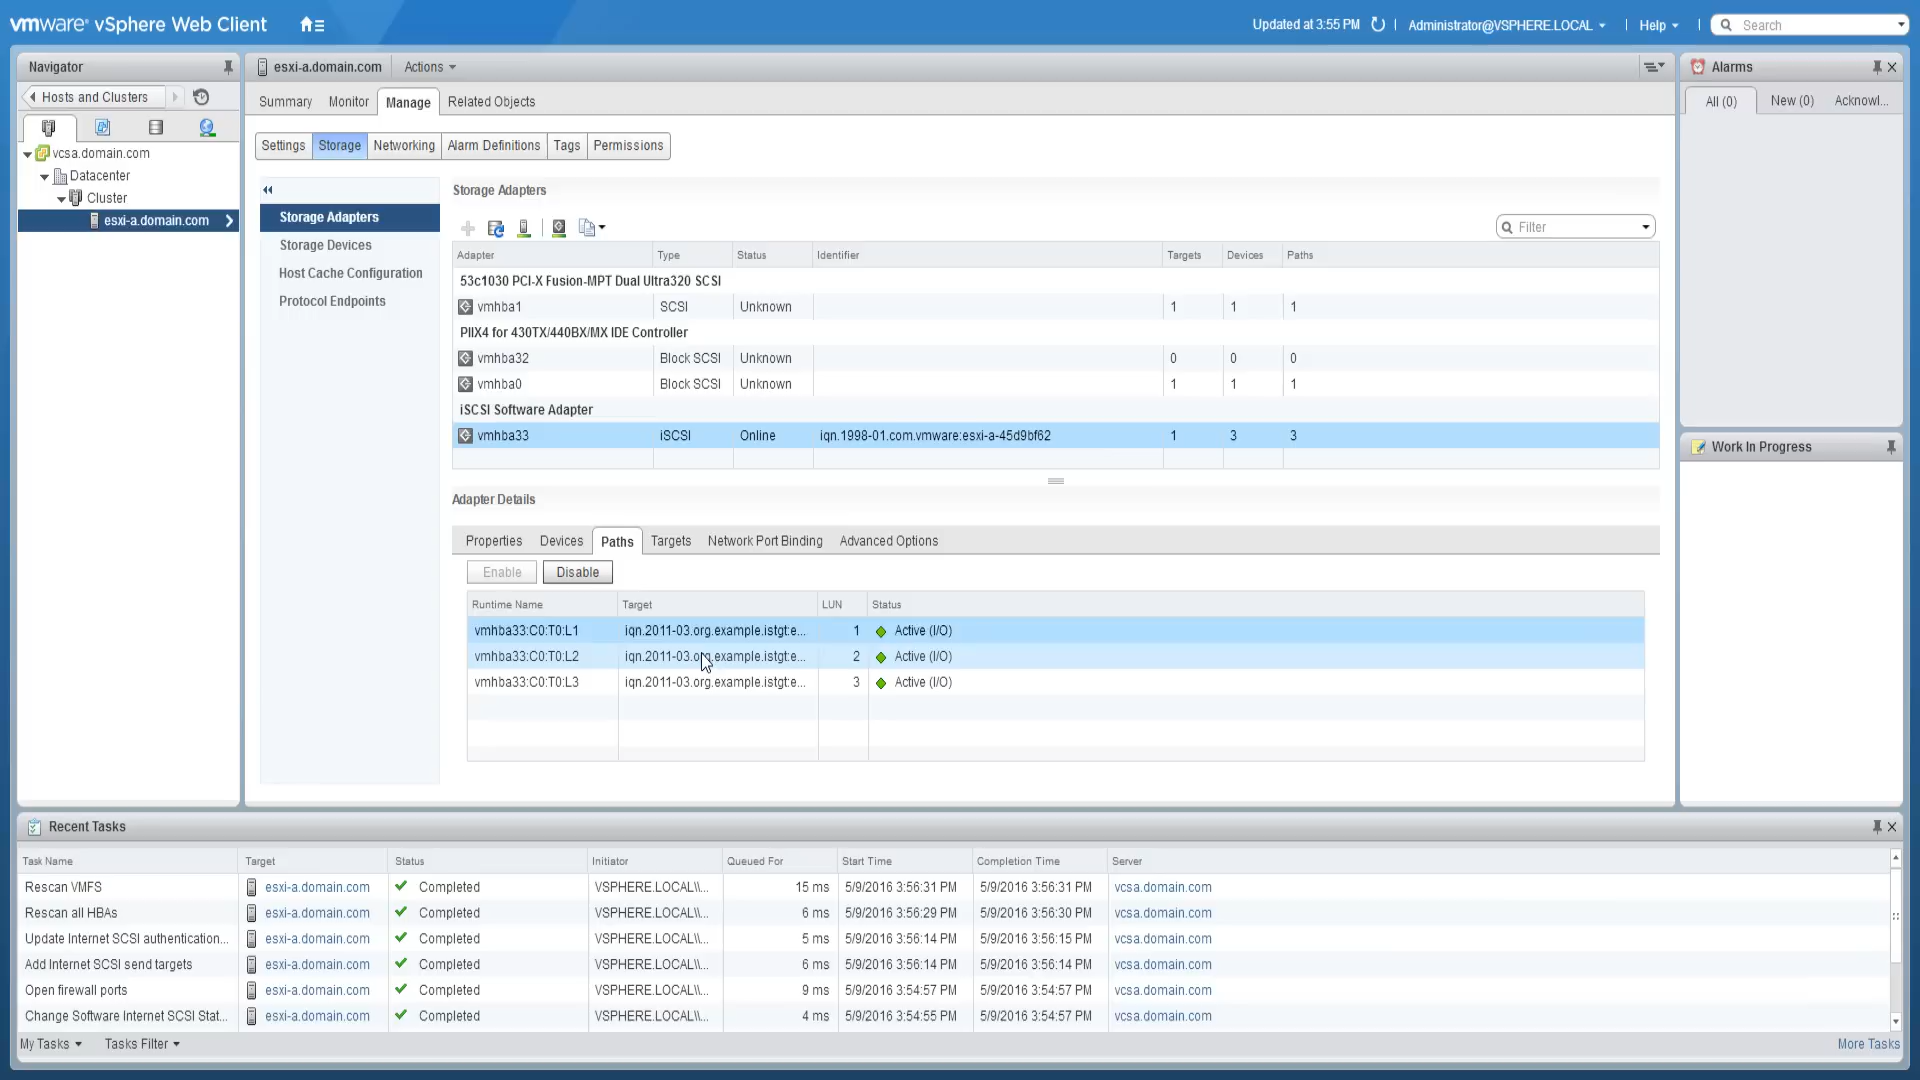 vmware® vSphere Web Client
Updated at 3:55 PM
Administrator@VSPHERE.LOCAL
Help
Search
Navigator
Hosts and Clusters
vcsa.domain.com
Datacenter
Cluster
esxi-a.domain.com
esxi-a.domain.com Actions
Summary Monitor Manage Related Objects
Settings Storage Networking Alarm Definitions Tags Permissions
Storage Adapters
Storage Devices
Host Cache Configuration
Protocol Endpoints
Storage Adapters
Filter
Adapter Type Status Identifier Targets Devices Paths
53c1030 PCI-X Fusion-MPT Dual Ultra320 SCSI
vmhba1 SCSI Unknown 1 1 1
PIIX4 for 430TX/440BX/MX IDE Controller
vmhba32 Block SCSI Unknown 0 0 0
vmhba0 Block SCSI Unknown 1 1 1
iSCSI Software Adapter
vmhba33 iSCSI Online iqn.1998-01.com.vmware:esxi-a-45d9bf62 1 3 3
Adapter Details
Properties Devices Paths Targets Network Port Binding Advanced Options
Enable Disable
Runtime Name Target LUN Status
vmhba33:C0:T0:L1 iqn.2011-03.org.example.istgt:e... 1 Active (I/O)
vmhba33:C0:T0:L2 iqn.2011-03.org.example.istgt:e... 2 Active (I/O)
vmhba33:C0:T0:L3 iqn.2011-03.org.example.istgt:e... 3 Active (I/O)
Alarms
All (0) New (0) Acknowl...
Work In Progress
Recent Tasks
Task Name Target Status Initiator Queued For Start Time Completion Time Server
Rescan VMFS esxi-a.domain.com Completed VSPHERE.LOCAL\\... 15 ms 5/9/2016 3:56:31 PM 5/9/2016 3:56:31 PM vcsa.domain.com
Rescan all HBAs esxi-a.domain.com Completed VSPHERE.LOCAL\\... 6 ms 5/9/2016 3:56:29 PM 5/9/2016 3:56:30 PM vcsa.domain.com
Update Internet SCSI authentication... esxi-a.domain.com Completed VSPHERE.LOCAL\\... 5 ms 5/9/2016 3:56:14 PM 5/9/2016 3:56:15 PM vcsa.domain.com
Add Internet SCSI send targets esxi-a.domain.com Completed VSPHERE.LOCAL\\... 6 ms 5/9/2016 3:56:14 PM 5/9/2016 3:56:14 PM vcsa.domain.com
Open firewall ports esxi-a.domain.com Completed VSPHERE.LOCAL\\... 9 ms 5/9/2016 3:54:57 PM 5/9/2016 3:54:57 PM vcsa.domain.com
Change Software Internet SCSI Stat... esxi-a.domain.com Completed VSPHERE.LOCAL\\... 4 ms 5/9/2016 3:54:55 PM 5/9/2016 3:54:57 PM vcsa.domain.com
My Tasks Tasks Filter More Tasks